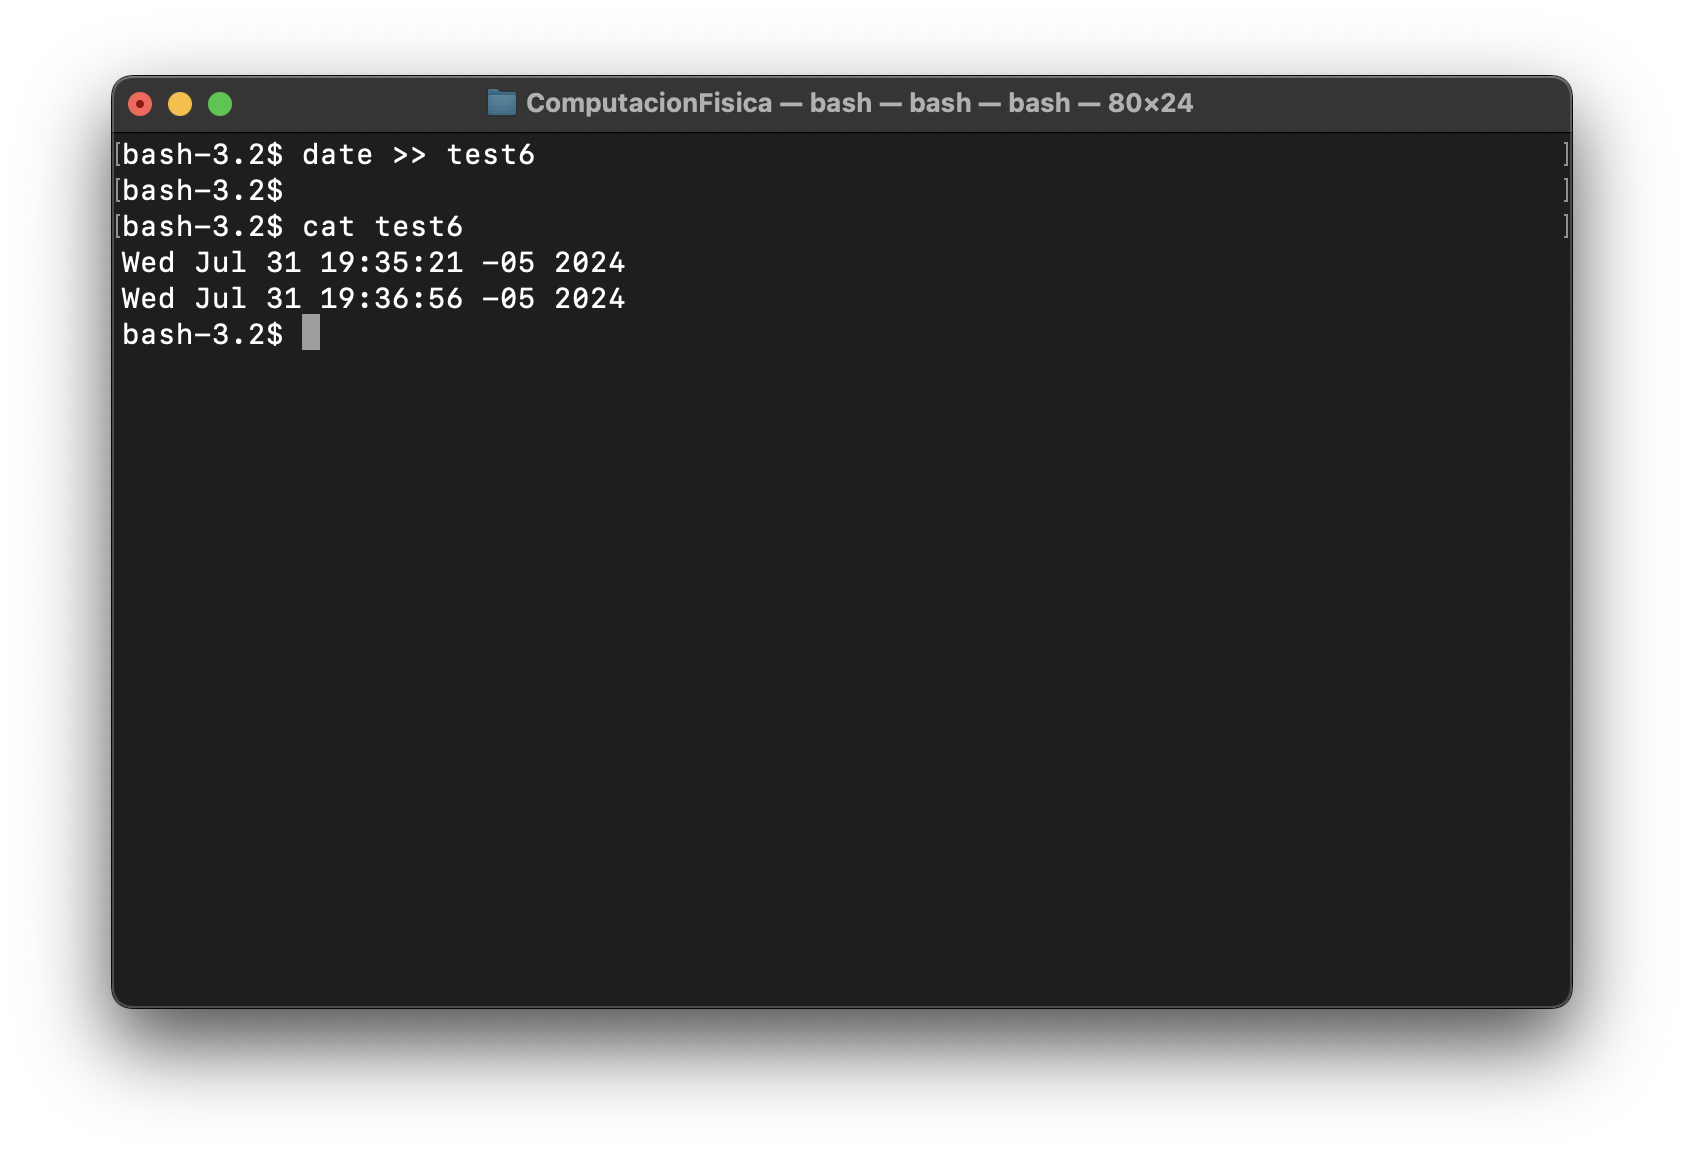 ComputacionFisica — bash — bash — bash — 80×24
[bash-3.2$ date >> test6 ]
[bash-3.2$ ]
[bash-3.2$ cat test6 ]
Wed Jul 31 19:35:21 -05 2024
Wed Jul 31 19:36:56 -05 2024
bash-3.2$